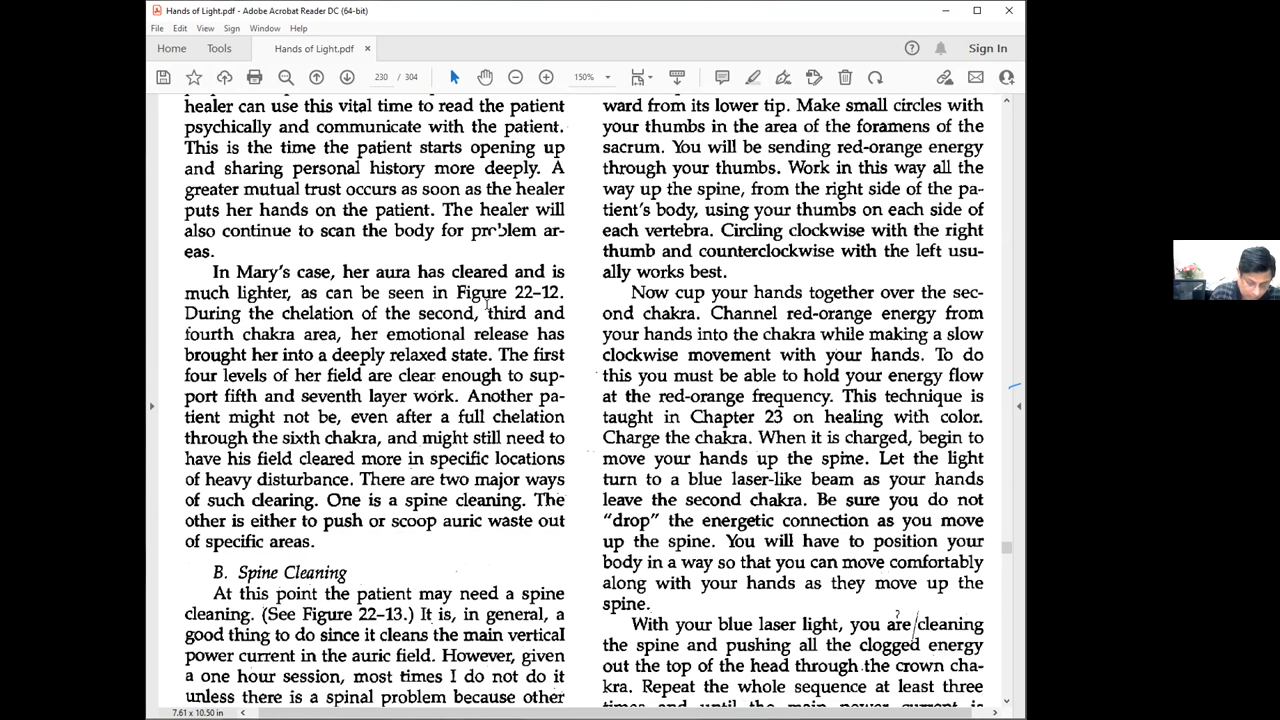 Hands of Light.pdf - Adobe Acrobat Reader DC (64-bit)
File Edit View Sign Window Help
Home Tools Hands of Light.pdf × Sign In
230 / 304 150%
healer can use this vital time to read the patient
psychically and communicate with the patient.
This is the time the patient starts opening up
and sharing personal history more deeply. A
greater mutual trust occurs as soon as the healer
puts her hands on the patient. The healer will
also continue to scan the body for problem ar-
eas.
In Mary's case, her aura has cleared and is
much lighter, as can be seen in Figure 22–12.
During the chelation of the second, third and
fourth chakra area, her emotional release has
brought her into a deeply relaxed state. The first
four levels of her field are clear enough to sup-
port fifth and seventh layer work. Another pa-
tient might not be, even after a full chelation
through the sixth chakra, and might still need to
have his field cleared more in specific locations
of heavy disturbance. There are two major ways
of such clearing. One is a spine cleaning. The
other is either to push or scoop auric waste out
of specific areas.
B. Spine Cleaning
At this point the patient may need a spine
cleaning. (See Figure 22–13.) It is, in general, a
good thing to do since it cleans the main vertical
power current in the auric field. However, given
a one hour session, most times I do not do it
unless there is a spinal problem because other
ward from its lower tip. Make small circles with
your thumbs in the area of the foramens of the
sacrum. You will be sending red-orange energy
through your thumbs. Work in this way all the
way up the spine, from the right side of the pa-
tient's body, using your thumbs on each side of
each vertebra. Circling clockwise with the right
thumb and counterclockwise with the left usu-
ally works best.
Now cup your hands together over the sec-
ond chakra. Channel red-orange energy from
your hands into the chakra while making a slow
clockwise movement with your hands. To do
this you must be able to hold your energy flow
at the red-orange frequency. This technique is
taught in Chapter 23 on healing with color.
Charge the chakra. When it is charged, begin to
move your hands up the spine. Let the light
turn to a blue laser-like beam as your hands
leave the second chakra. Be sure you do not
"drop" the energetic connection as you move
up the spine. You will have to position your
body in a way so that you can move comfortably
along with your hands as they move up the
spine.
With your blue laser light, you are cleaning
the spine and pushing all the clogged energy
out the top of the head through the crown cha-
kra. Repeat the whole sequence at least three
times and until the main power current is
7.61 x 10.50 in